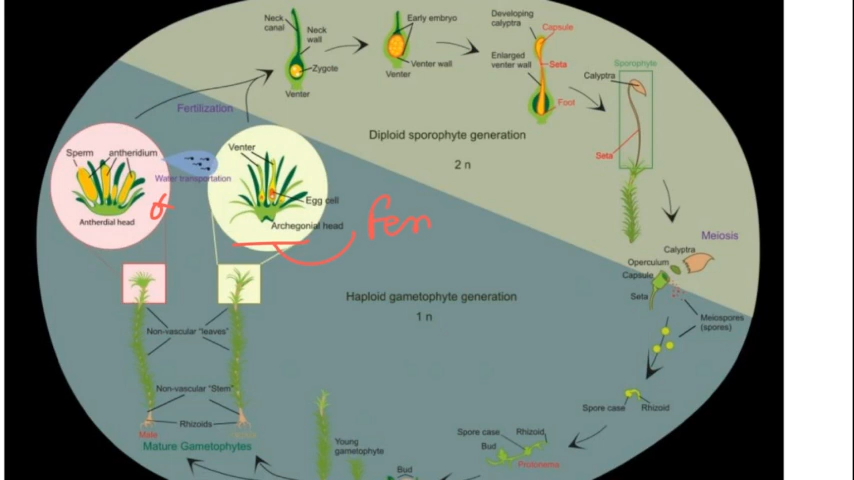 Neck
canal
Neck
wall
Zygote
Venter
Early embryo
Venter wall
Venter
Developing
calyptra
Capsule
Enlarged
venter wall
Seta
Foot
Sporophyte
Calyptra
Seta
Fertilization
Diploid sporophyte generation
2 n
Sperm
antheridium
Antherdial head
Water transportation
Venter
Egg cell
Archegonial head
fem
Meiosis
Calyptra
Operculum
Capsule
Seta
Meiospores
(spores)
Haploid gametophyte generation
1 n
Non-vascular "leaves"
Non-vascular "Stem"
Rhizoids
Male
Mature Gametophytes
Young
gametophyte
Bud
Spore case
Rhizoid
Spore case
Rhizoid
Bud
Protonema